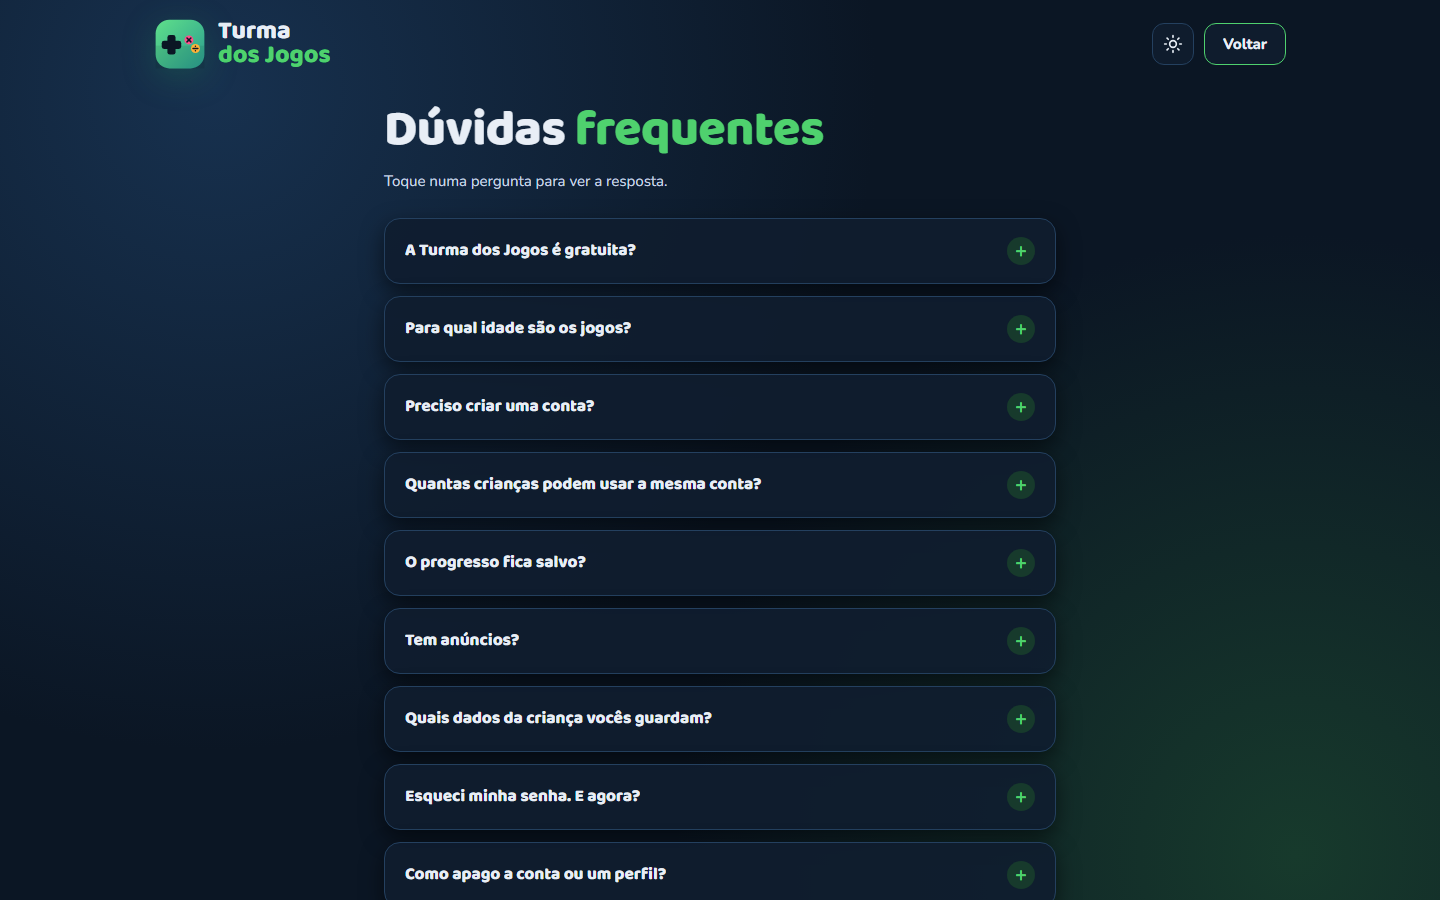 Turma
dos Jogos
Voltar
Dúvidas frequentes
Toque numa pergunta para ver a resposta.
A Turma dos Jogos é gratuita?
Para qual idade são os jogos?
Preciso criar uma conta?
Quantas crianças podem usar a mesma conta?
O progresso fica salvo?
Tem anúncios?
Quais dados da criança vocês guardam?
Esqueci minha senha. E agora?
Como apago a conta ou um perfil?